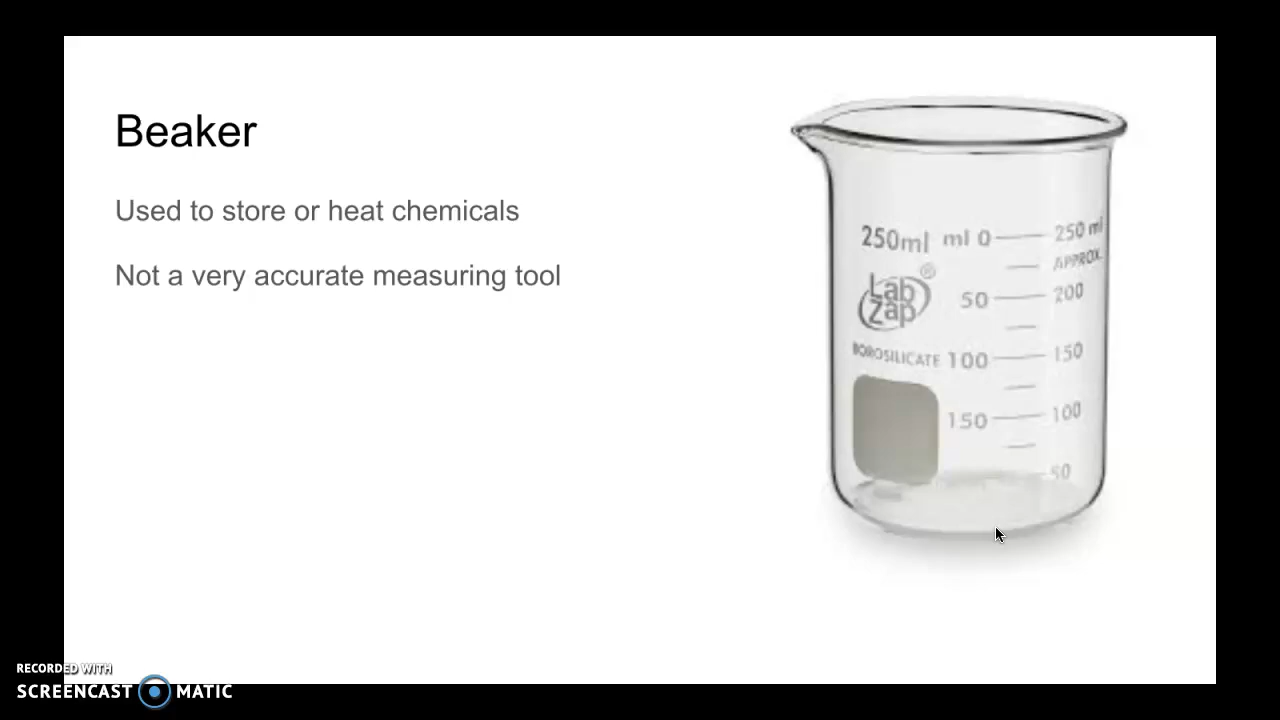 Beaker
Used to store or heat chemicals
Not a very accurate measuring tool
250ml ml 0 250 ml
APPROX.
Lab
Zap
®
50 200
BOROSILICATE 100 150
150 100
50
RECORDED WITH
SCREENCAST MATIC